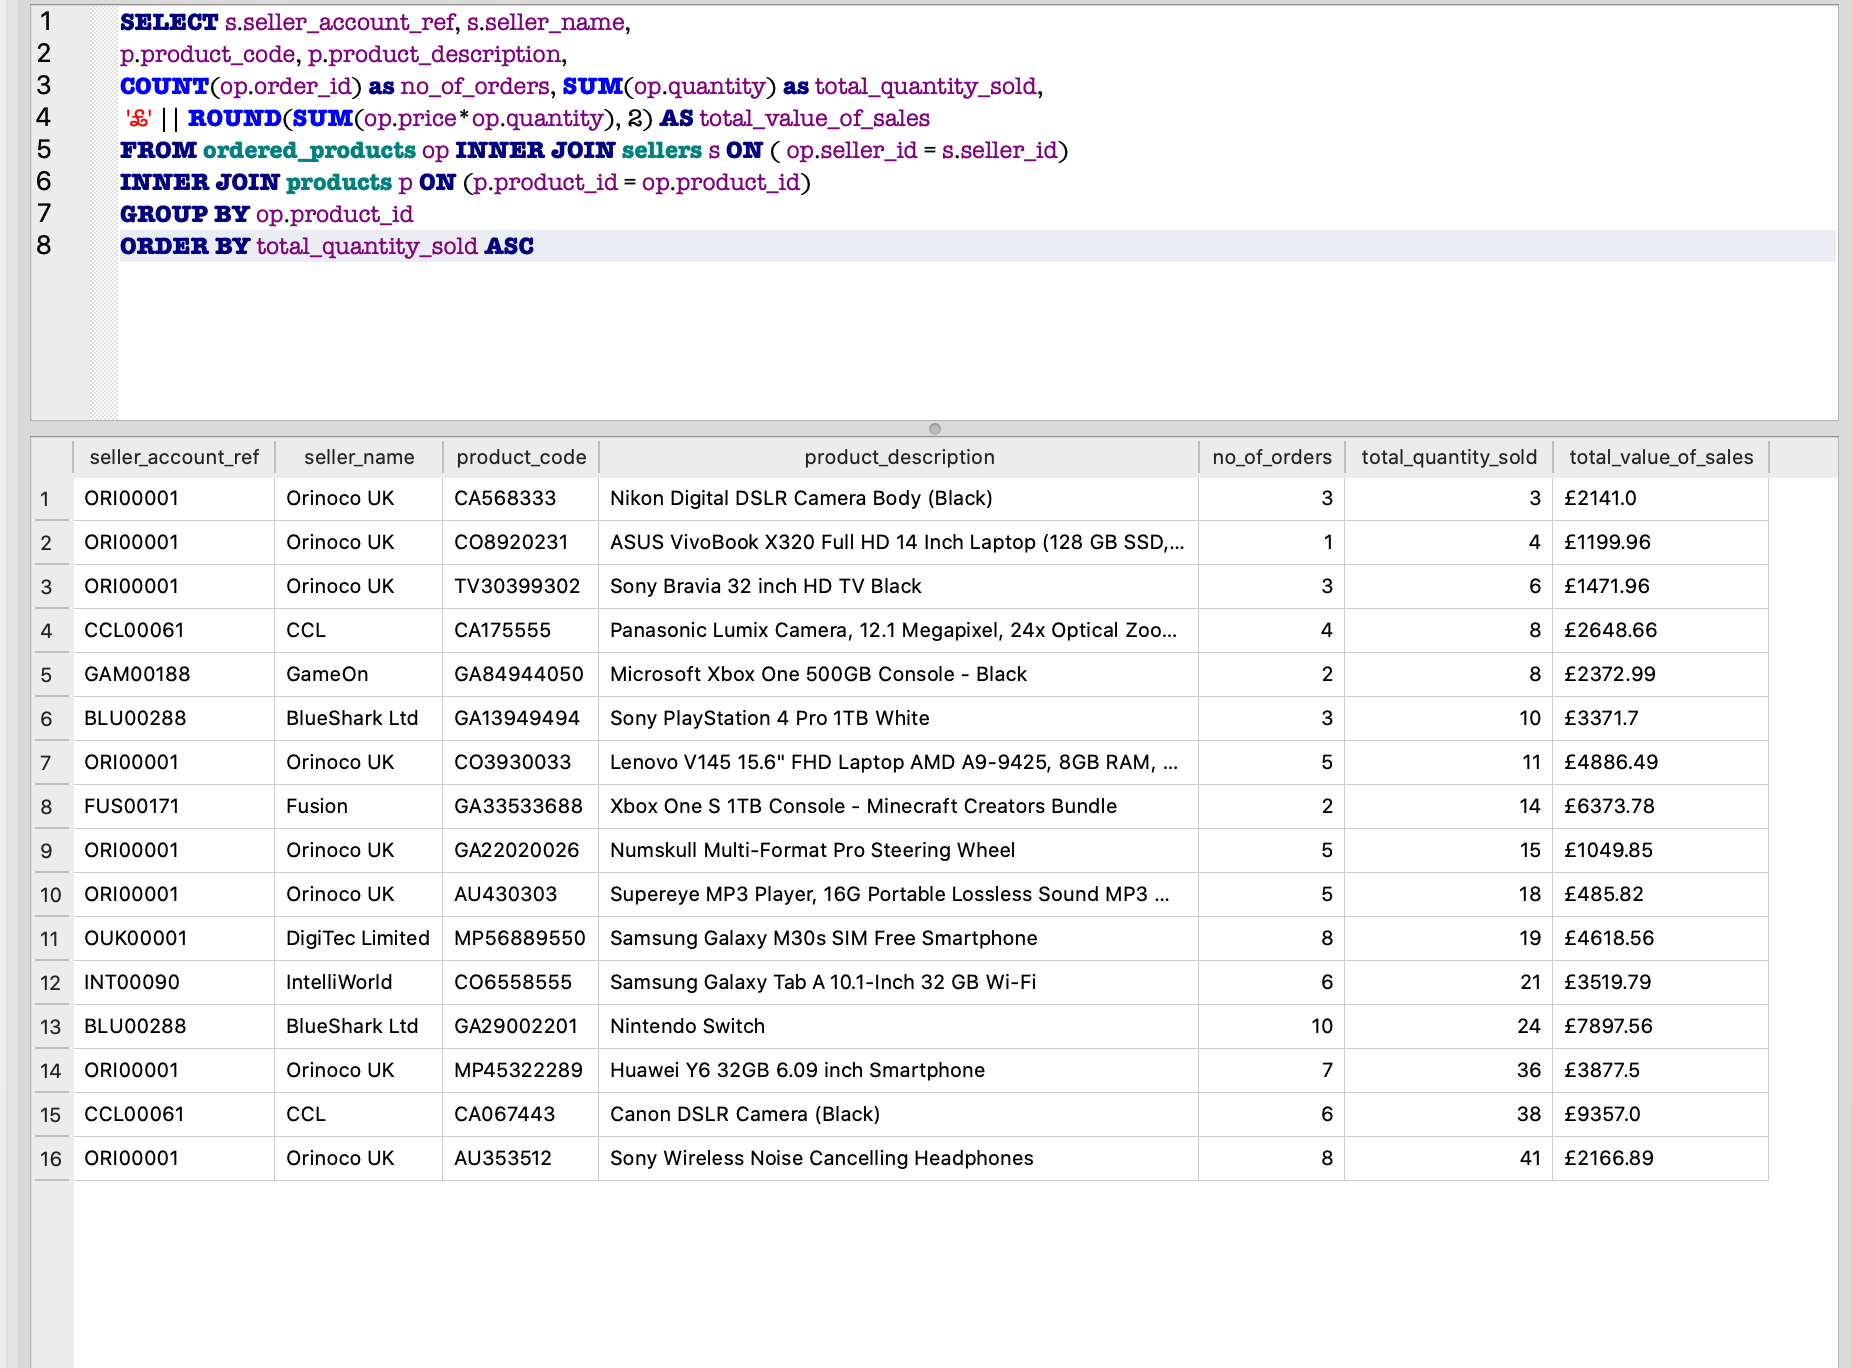 1 SELECT s.seller_account_ref, s.seller_name,
2 p.product_code, p.product_description,
3 COUNT(op.order_id) as no_of_orders, SUM(op.quantity) as total_quantity_sold,
4 '£' || ROUND(SUM(op.price*op.quantity), 2) AS total_value_of_sales
5 FROM ordered_products op INNER JOIN sellers s ON ( op.seller_id = s.seller_id)
6 INNER JOIN products p ON (p.product_id = op.product_id)
7 GROUP BY op.product_id
8 ORDER BY total_quantity_sold ASC
seller_account_ref seller_name product_code product_description no_of_orders total_quantity_sold total_value_of_sales
1 ORI00001 Orinoco UK CA568333 Nikon Digital DSLR Camera Body (Black) 3 3 £2141.0
2 ORI00001 Orinoco UK CO8920231 ASUS VivoBook X320 Full HD 14 Inch Laptop (128 GB SSD,... 1 4 £1199.96
3 ORI00001 Orinoco UK TV30399302 Sony Bravia 32 inch HD TV Black 3 6 £1471.96
4 CCL00061 CCL CA175555 Panasonic Lumix Camera, 12.1 Megapixel, 24x Optical Zoo... 4 8 £2648.66
5 GAM00188 GameOn GA84944050 Microsoft Xbox One 500GB Console - Black 2 8 £2372.99
6 BLU00288 BlueShark Ltd GA13949494 Sony PlayStation 4 Pro 1TB White 3 10 £3371.7
7 ORI00001 Orinoco UK CO3930033 Lenovo V145 15.6" FHD Laptop AMD A9-9425, 8GB RAM, ... 5 11 £4886.49
8 FUS00171 Fusion GA33533688 Xbox One S 1TB Console - Minecraft Creators Bundle 2 14 £6373.78
9 ORI00001 Orinoco UK GA22020026 Numskull Multi-Format Pro Steering Wheel 5 15 £1049.85
10 ORI00001 Orinoco UK AU430303 Supereye MP3 Player, 16G Portable Lossless Sound MP3 ... 5 18 £485.82
11 OUK00001 DigiTec Limited MP56889550 Samsung Galaxy M30s SIM Free Smartphone 8 19 £4618.56
12 INT00090 IntelliWorld CO6558555 Samsung Galaxy Tab A 10.1-Inch 32 GB Wi-Fi 6 21 £3519.79
13 BLU00288 BlueShark Ltd GA29002201 Nintendo Switch 10 24 £7897.56
14 ORI00001 Orinoco UK MP45322289 Huawei Y6 32GB 6.09 inch Smartphone 7 36 £3877.5
15 CCL00061 CCL CA067443 Canon DSLR Camera (Black) 6 38 £9357.0
16 ORI00001 Orinoco UK AU353512 Sony Wireless Noise Cancelling Headphones 8 41 £2166.89